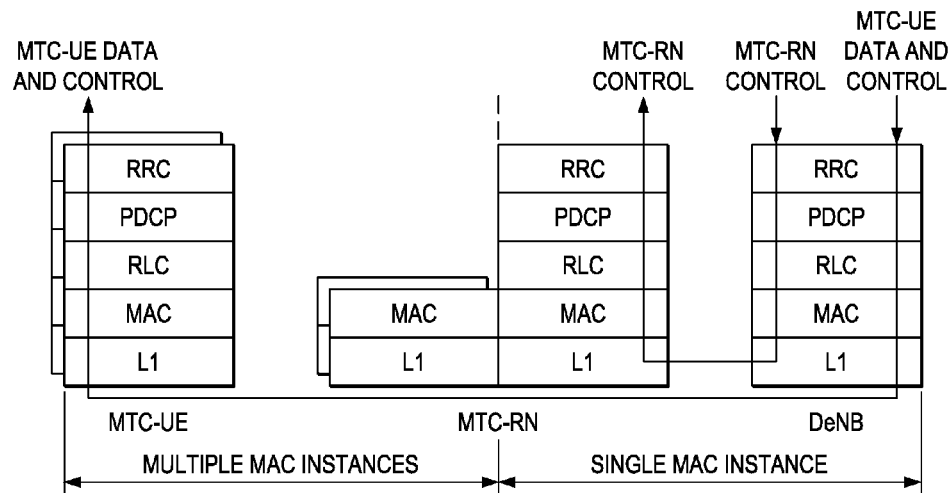 MTC-UE DATA
AND CONTROL
MTC-RN
CONTROL
MTC-RN
CONTROL
MTC-UE
DATA AND
CONTROL
RRC
PDCP
RLC
MAC
L1
MAC
L1
RRC
PDCP
RLC
MAC
L1
RRC
PDCP
RLC
MAC
L1
MTC-UE
MTC-RN
DeNB
MULTIPLE MAC INSTANCES
SINGLE MAC INSTANCE